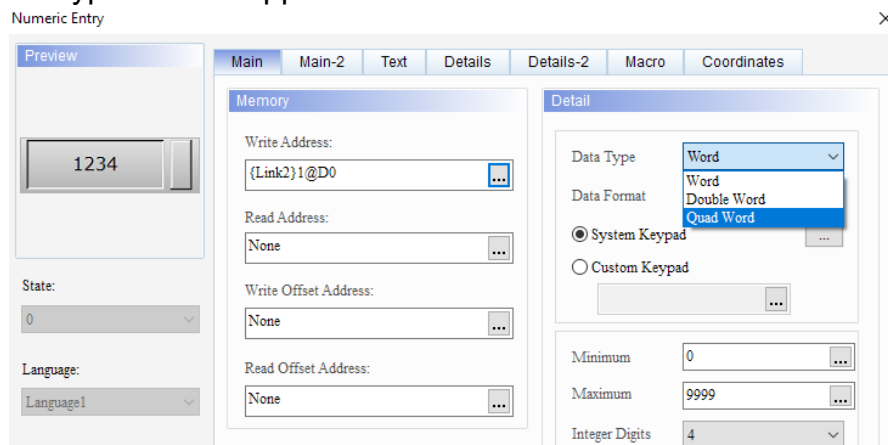 Numeric Entry
Preview
1234
State:
0
Language:
Language1
Main Main-2 Text Details Details-2 Macro Coordinates
Memory
Write Address:
{Link2}1@D0
...
Read Address:
None
...
Write Offset Address:
None
...
Read Offset Address:
None
...
Detail
Data Type Word
Word
Double Word
Quad Word
Data Format
System Keypad
...
Custom Keypad
...
Minimum 0 ...
Maximum 9999 ...
Integer Digits 4